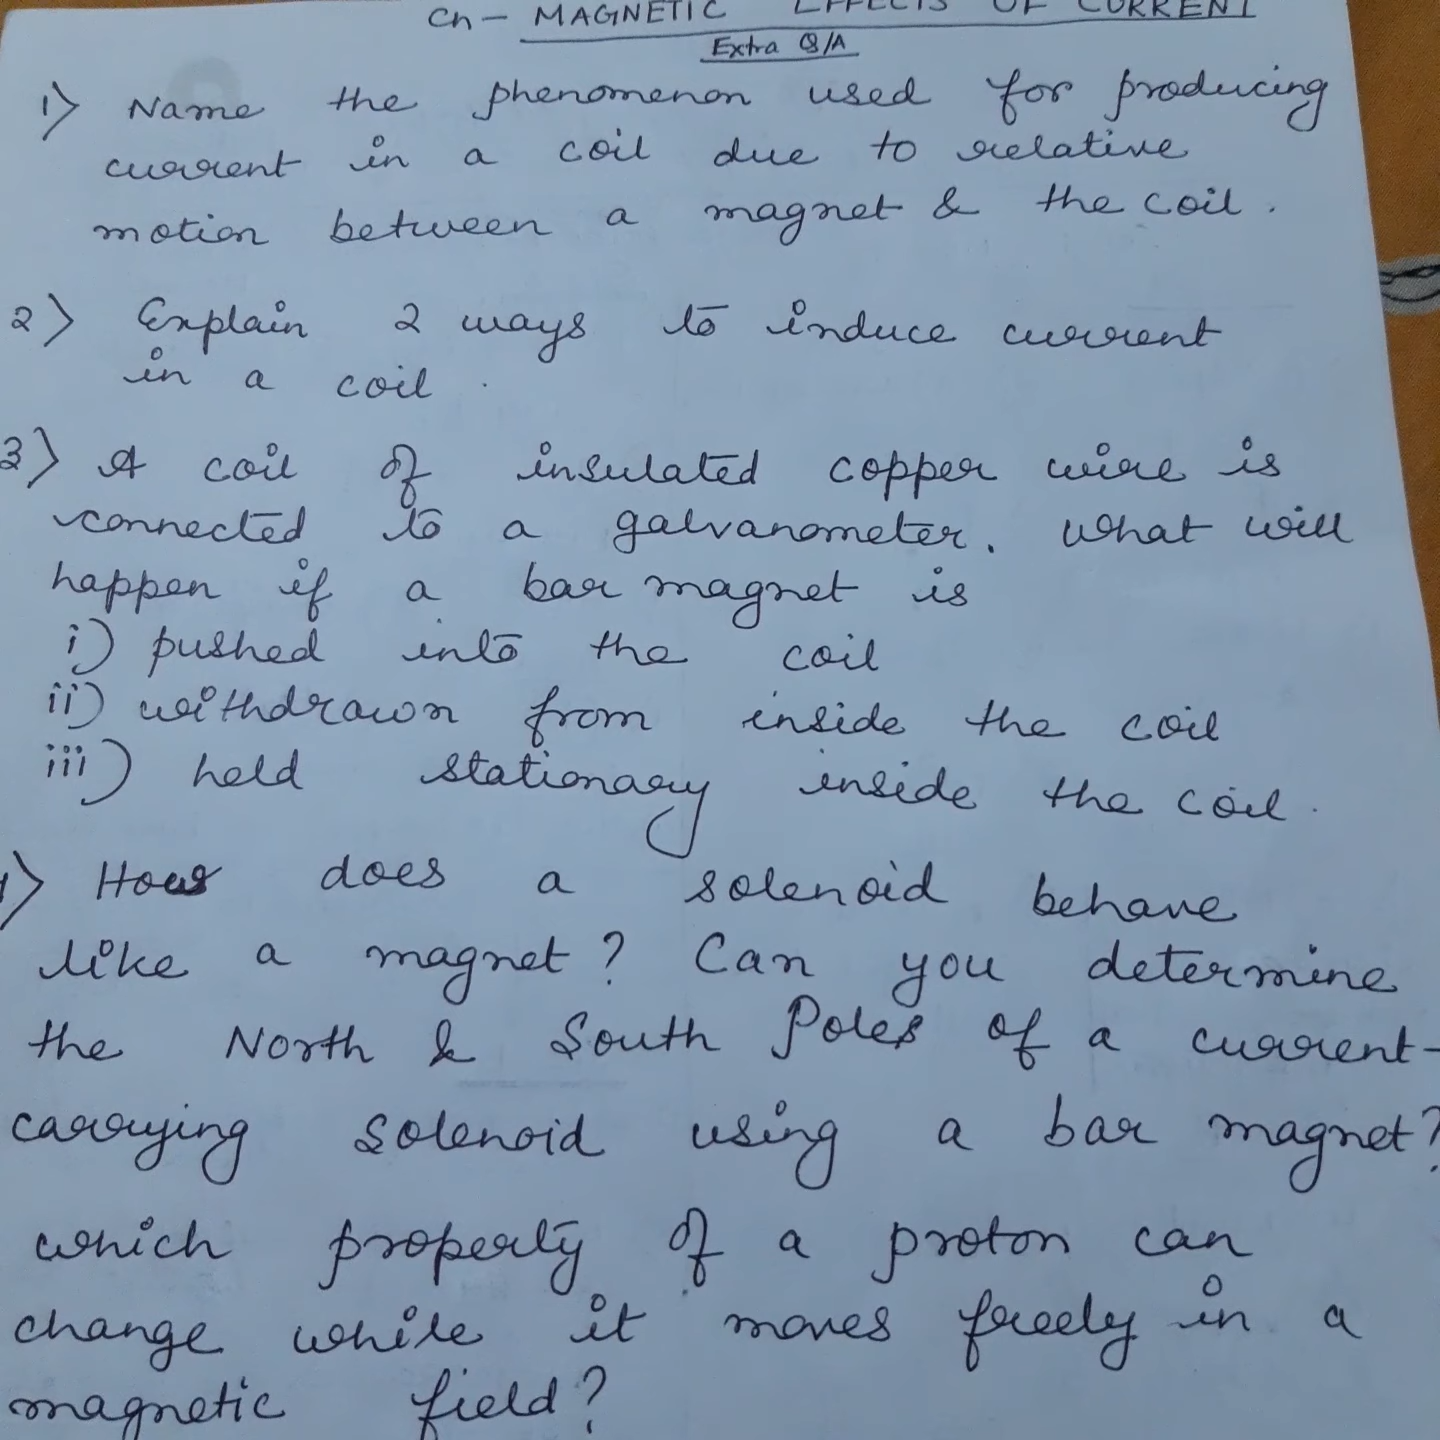 Ch - MAGNETIC EFFECTS OF CURRENT
Extra Q/A
1) Name the phenomenon used for producing
current in a coil due to relative
motion between a magnet & the coil.
2) Explain 2 ways to induce current
in a coil.
3) A coil of insulated copper wire is
connected to a galvanometer. What will
happen if a bar magnet is
i) pushed into the coil
ii) withdrawn from inside the coil
iii) held stationary inside the coil.
) How does a solenoid behave
like a magnet? Can you determine
the North & South Poles of a current-
carrying solenoid using a bar magnet?
which property of a proton can
change while it moves freely in a
magnetic field?